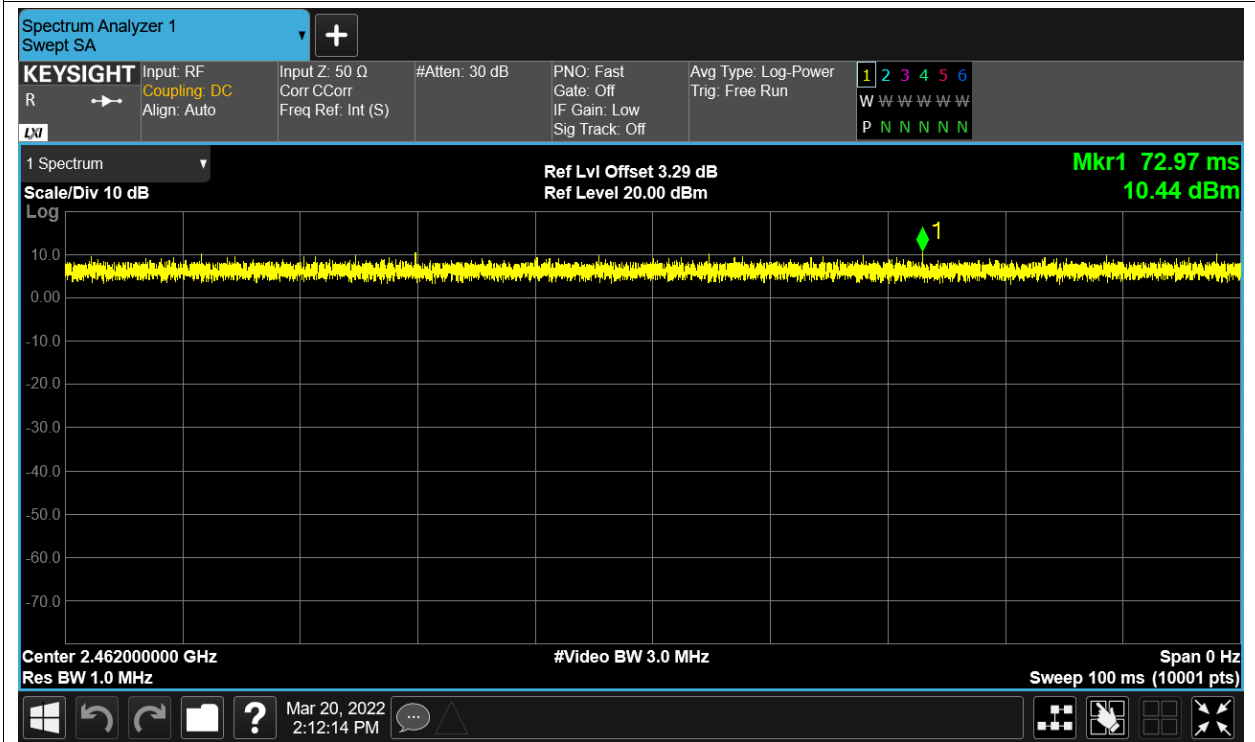 Spectrum Analyzer 1
Swept SA
KEYSIGHT
R
LXI
Input: RF
Coupling: DC
Align: Auto
Input Z: 50 Ω
Corr CCorr
Freq Ref: Int (S)
#Atten: 30 dB
PNO: Fast
Gate: Off
IF Gain: Low
Sig Track: Off
Avg Type: Log-Power
Trig: Free Run
1 2 3 4 5 6
W W W W W W
P N N N N N
1 Spectrum
Scale/Div 10 dB
Log
Ref Lvl Offset 3.29 dB
Ref Level 20.00 dBm
Mkr1 72.97 ms
10.44 dBm
1
10.0
0.00
-10.0
-20.0
-30.0
-40.0
-50.0
-60.0
-70.0
Center 2.462000000 GHz
Res BW 1.0 MHz
#Video BW 3.0 MHz
Span 0 Hz
Sweep 100 ms (10001 pts)
?
Mar 20, 2022
2:12:14 PM